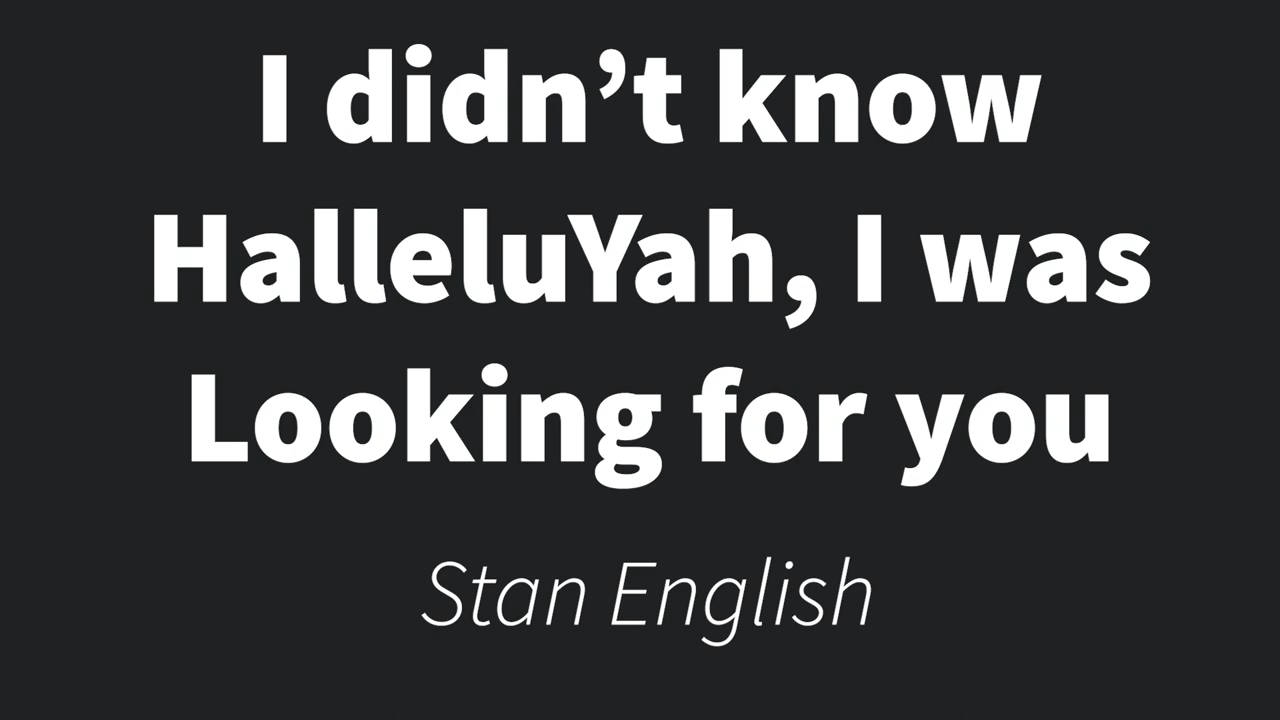 I didn’t know
HalleluYah, I was
Looking for you
Stan English